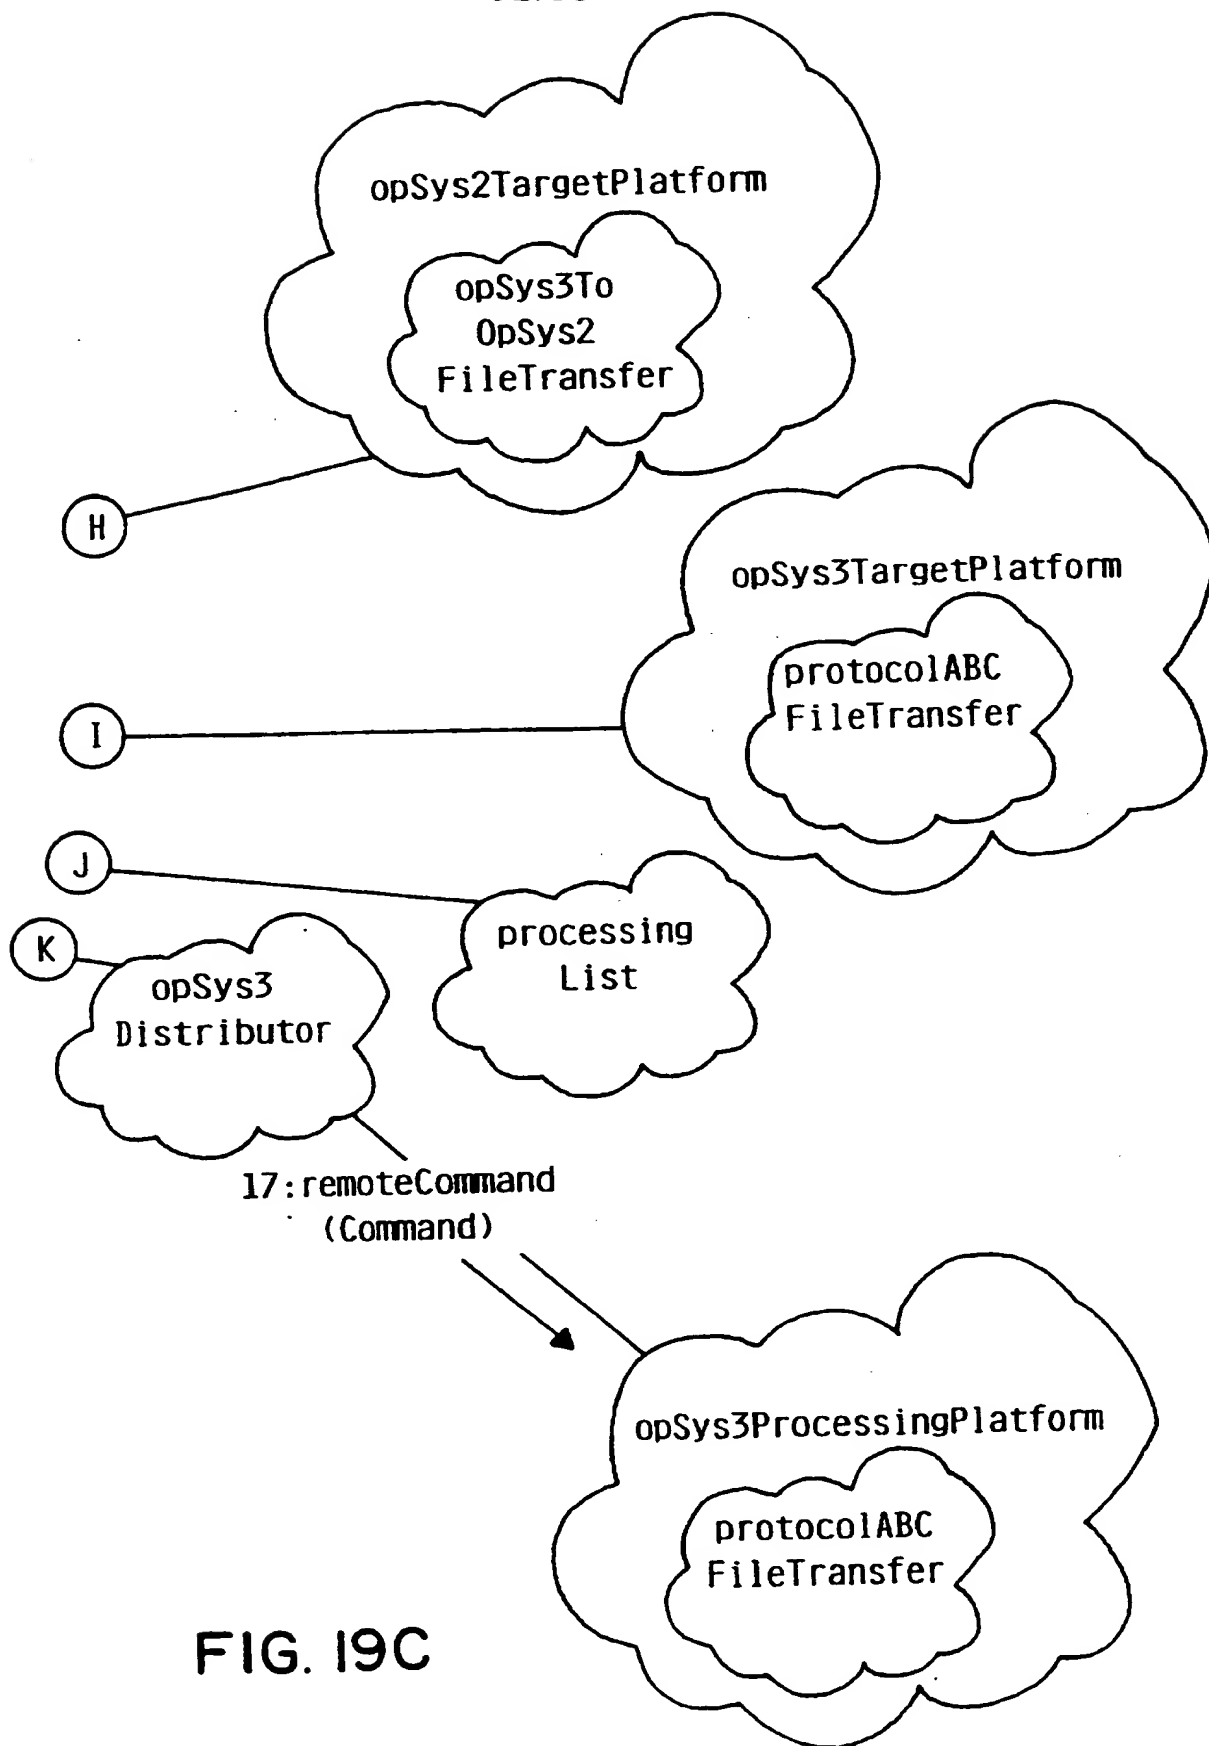 opSys2TargetPlatform
opSys3To
OpSys2
FileTransfer
H
opSys3TargetPlatform
protocolABC
FileTransfer
I
J
processing
List
K
opSys3
Distributor
17:remoteCommand
(Command)
opSys3ProcessingPlatform
protocolABC
FileTransfer
FIG. 19C